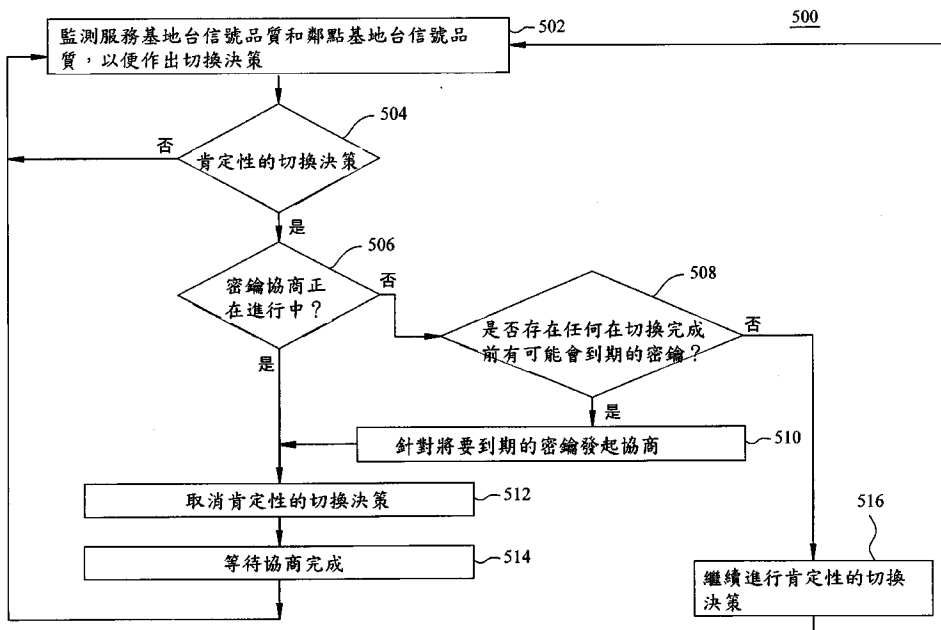 500
監測服務基地台信號品質和鄰點基地台信號品
質，以便作出切換決策
502
504
否
肯定性的切換決策
是
506
密鑰協商正
在進行中？
否
508
是否存在任何在切換完成
前有可能會到期的密鑰？
否
是
是
針對將要到期的密鑰發起協商
510
取消肯定性的切換決策
512
等待協商完成
514
516
繼續進行肯定性的切換
決策